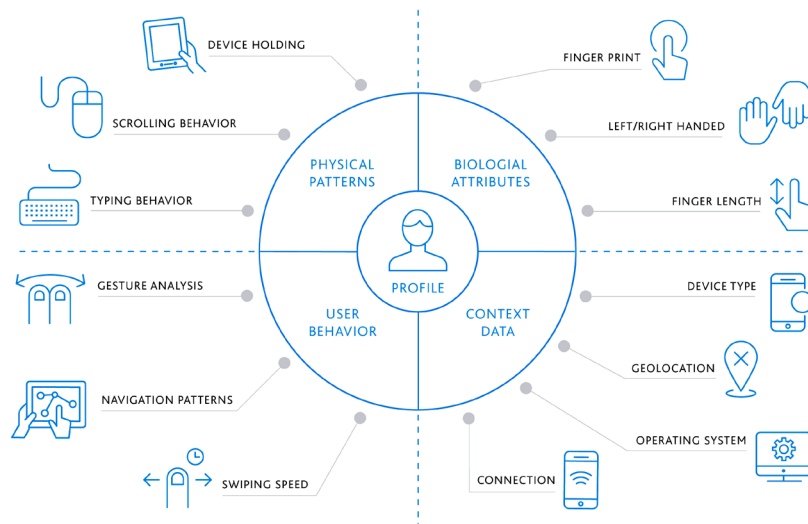 DEVICE HOLDING
FINGER PRINT
SCROLLING BEHAVIOR
LEFT/RIGHT HANDED
PHYSICAL
PATTERNS
BIOLOGIAL
ATTRIBUTES
TYPING BEHAVIOR
FINGER LENGTH
PROFILE
GESTURE ANALYSIS
DEVICE TYPE
USER
BEHAVIOR
CONTEXT
DATA
GEOLOCATION
NAVIGATION PATTERNS
OPERATING SYSTEM
SWIPING SPEED
CONNECTION